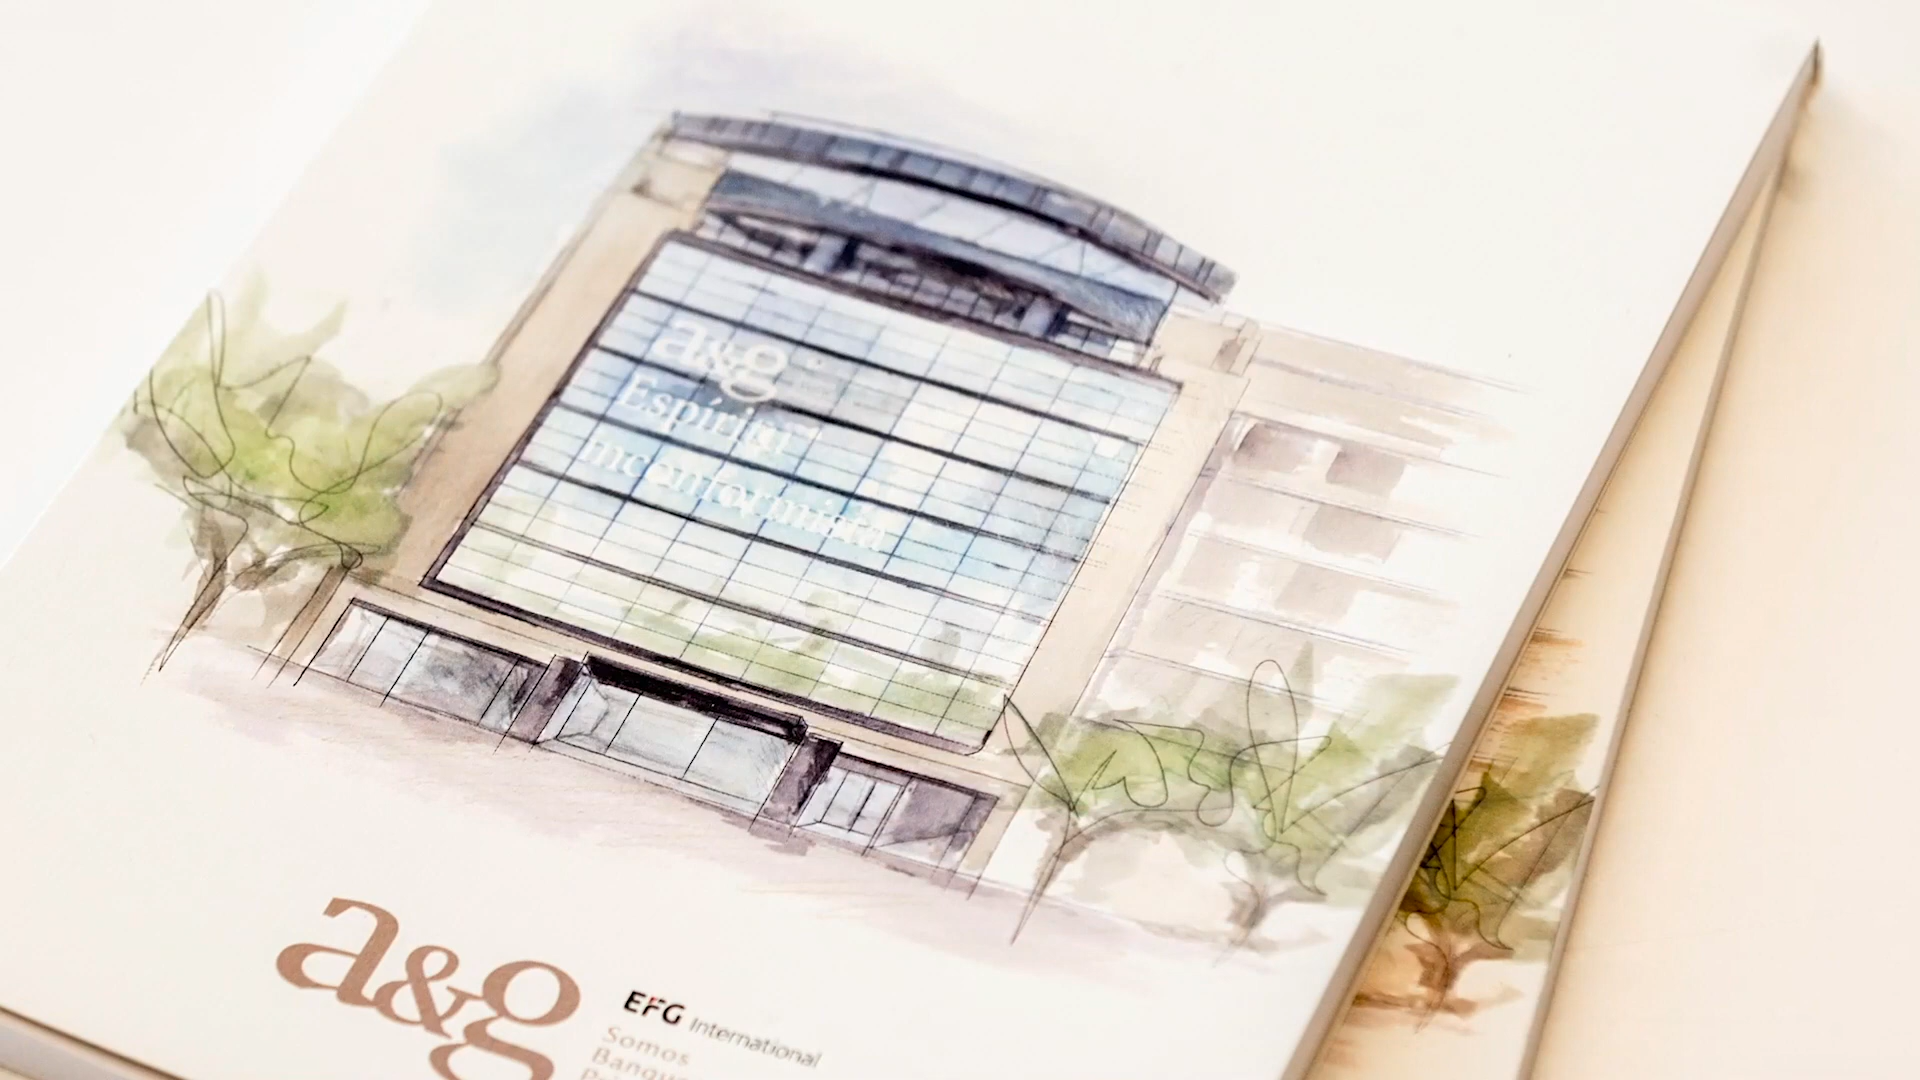 a&g
Espíritu
inconformista
a&g
EFG International
Somos